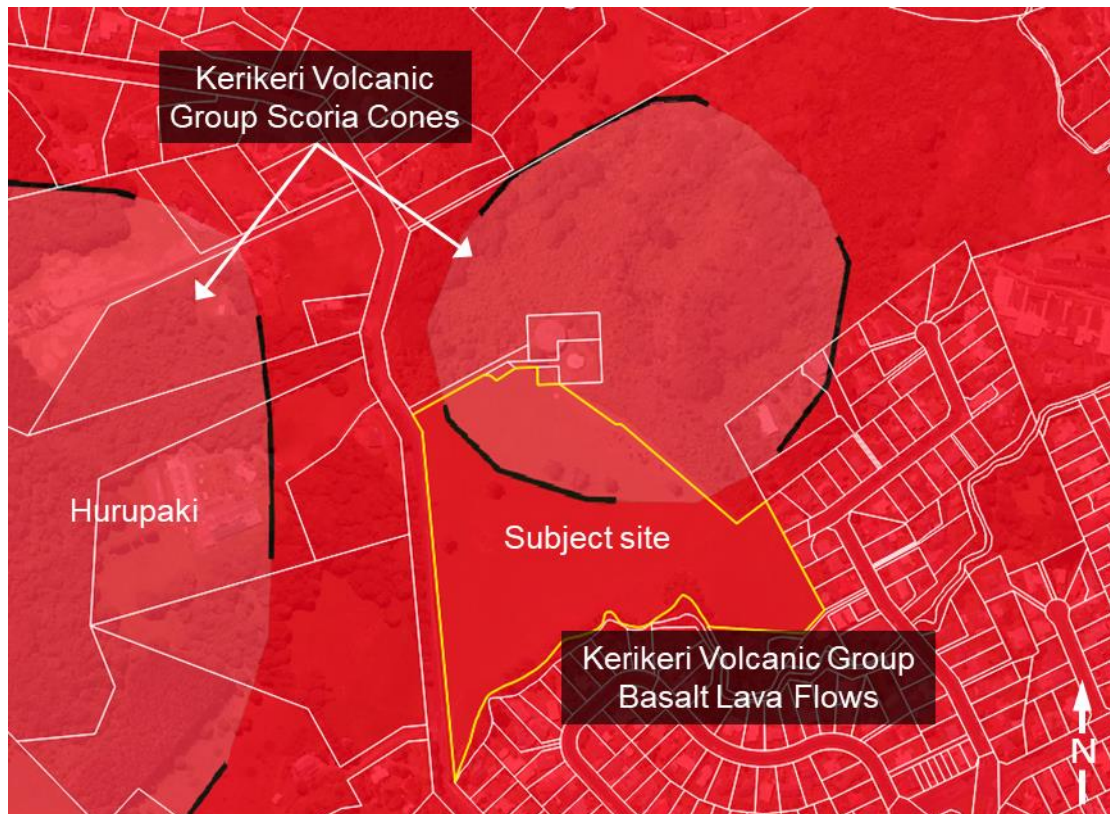 Kerikeri Volcanic
Group Scoria Cones
Hurupaki
Subject site
Kerikeri Volcanic Group
Basalt Lava Flows
N